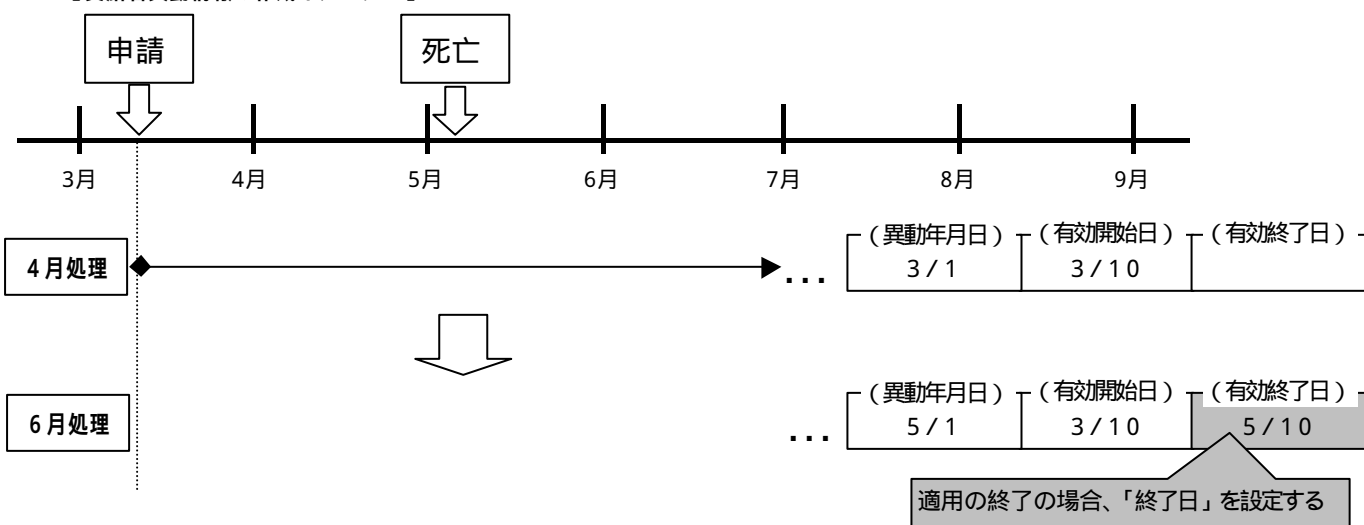 申請 死亡
3月 4月 5月 6月 7月 8月 9月
(異動年月日) (有効開始日) (有効終了日)
4月処理 ... 3/1 3/10
(異動年月日) (有効開始日) (有効終了日)
6月処理 ... 5/1 3/10 5/10
適用の終了の場合、「終了日」を設定する